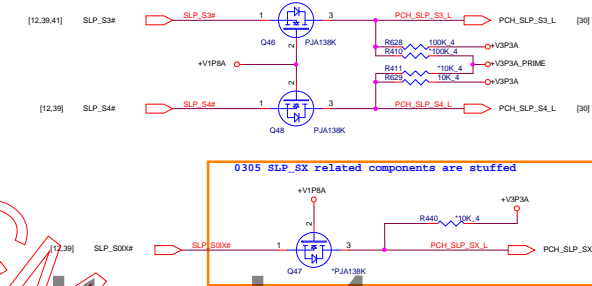 [12,39,41] SLP_S3# SLP_S3# 1 3 PCH_SLP_S3_L PCH_SLP_S3_L [30]
Q46 2 PJA138K
R628 100K_4 +V3P3A
R410 *100K_4
+V1P8A +V3P3A_PRIME
R411 *10K_4
R629 10K_4 +V3P3A
2
[12,39] SLP_S4# SLP_S4# 1 3 PCH_SLP_S4_L PCH_SLP_S4_L [30]
Q48 PJA138K
0305 SLP_SX related components are stuffed
+V1P8A +V3P3A
2 R440 *10K_4
[12,39] SLP_S0IX# SLP_S0IX# 1 3 PCH_SLP_SX_L PCH_SLP_SX
Q47 *PJA138K